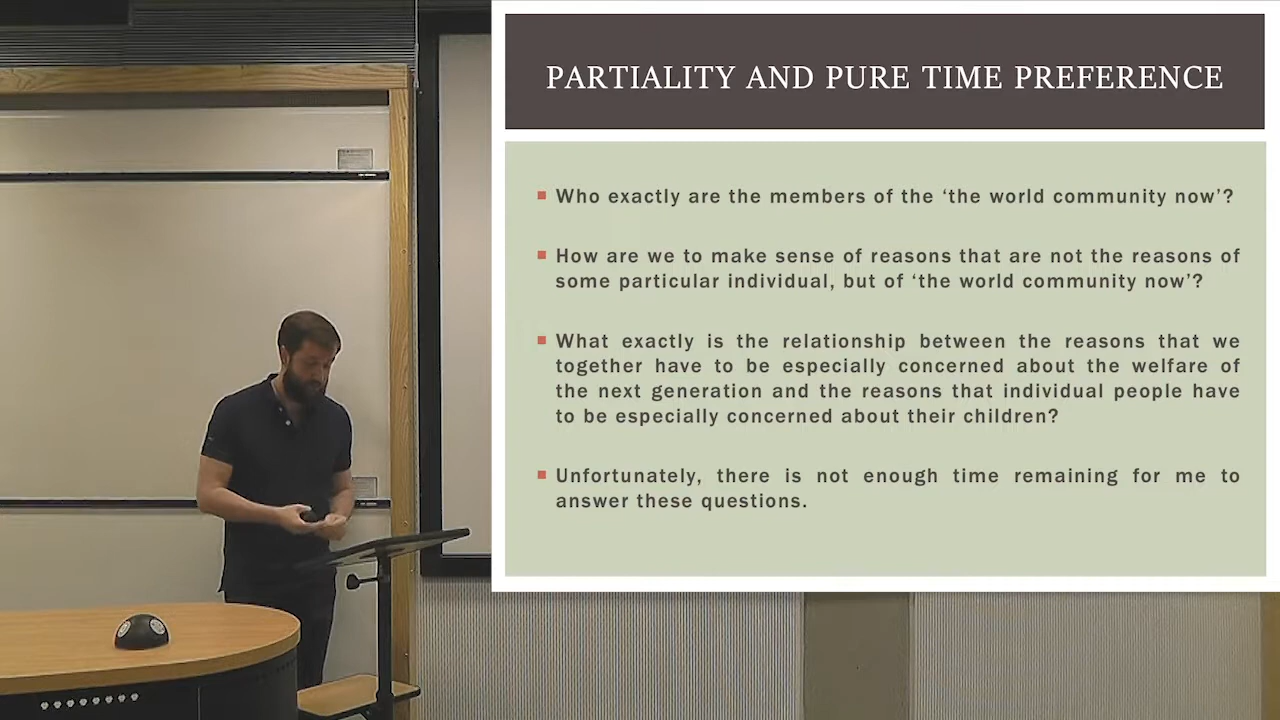 PARTIALITY AND PURE TIME PREFERENCE
Who exactly are the members of the ‘the world community now’?
How are we to make sense of reasons that are not the reasons of
some particular individual, but of ‘the world community now’?
What exactly is the relationship between the reasons that we
together have to be especially concerned about the welfare of
the next generation and the reasons that individual people have
to be especially concerned about their children?
Unfortunately, there is not enough time remaining for me to
answer these questions.